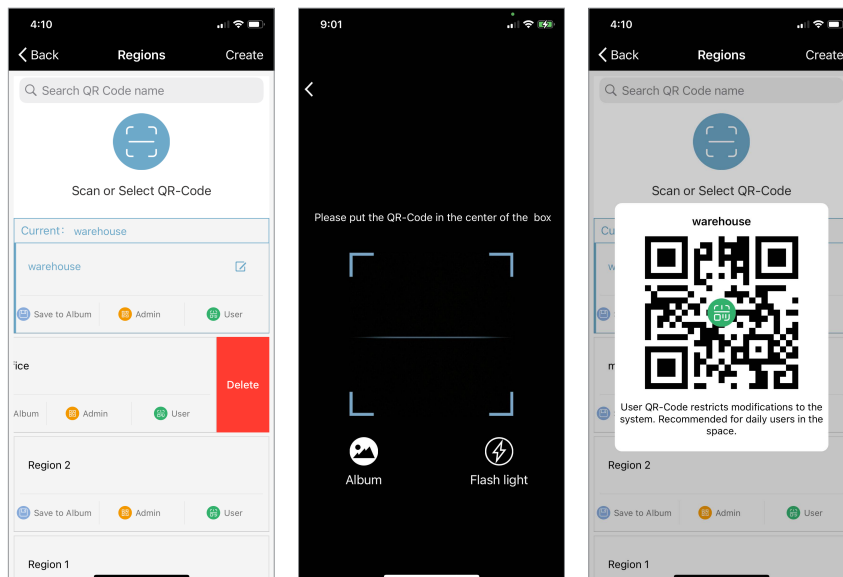 4:10
Back
Regions
Create
Search QR Code name
Scan or Select QR-Code
Current: warehouse
warehouse
Save to Album
Admin
User
fice
Delete
Album
Admin
User
Region 2
Save to Album
Admin
User
Region 1
9:01
Please put the QR-Code in the center of the box
Album
Flash light
4:10
Back
Regions
Create
Search QR Code name
Scan or Select QR-Code
Cu
warehouse
w
m
User QR-Code restricts modifications to the
system. Recommended for daily users in the
space.
Region 2
Save to Album
Admin
User
Region 1